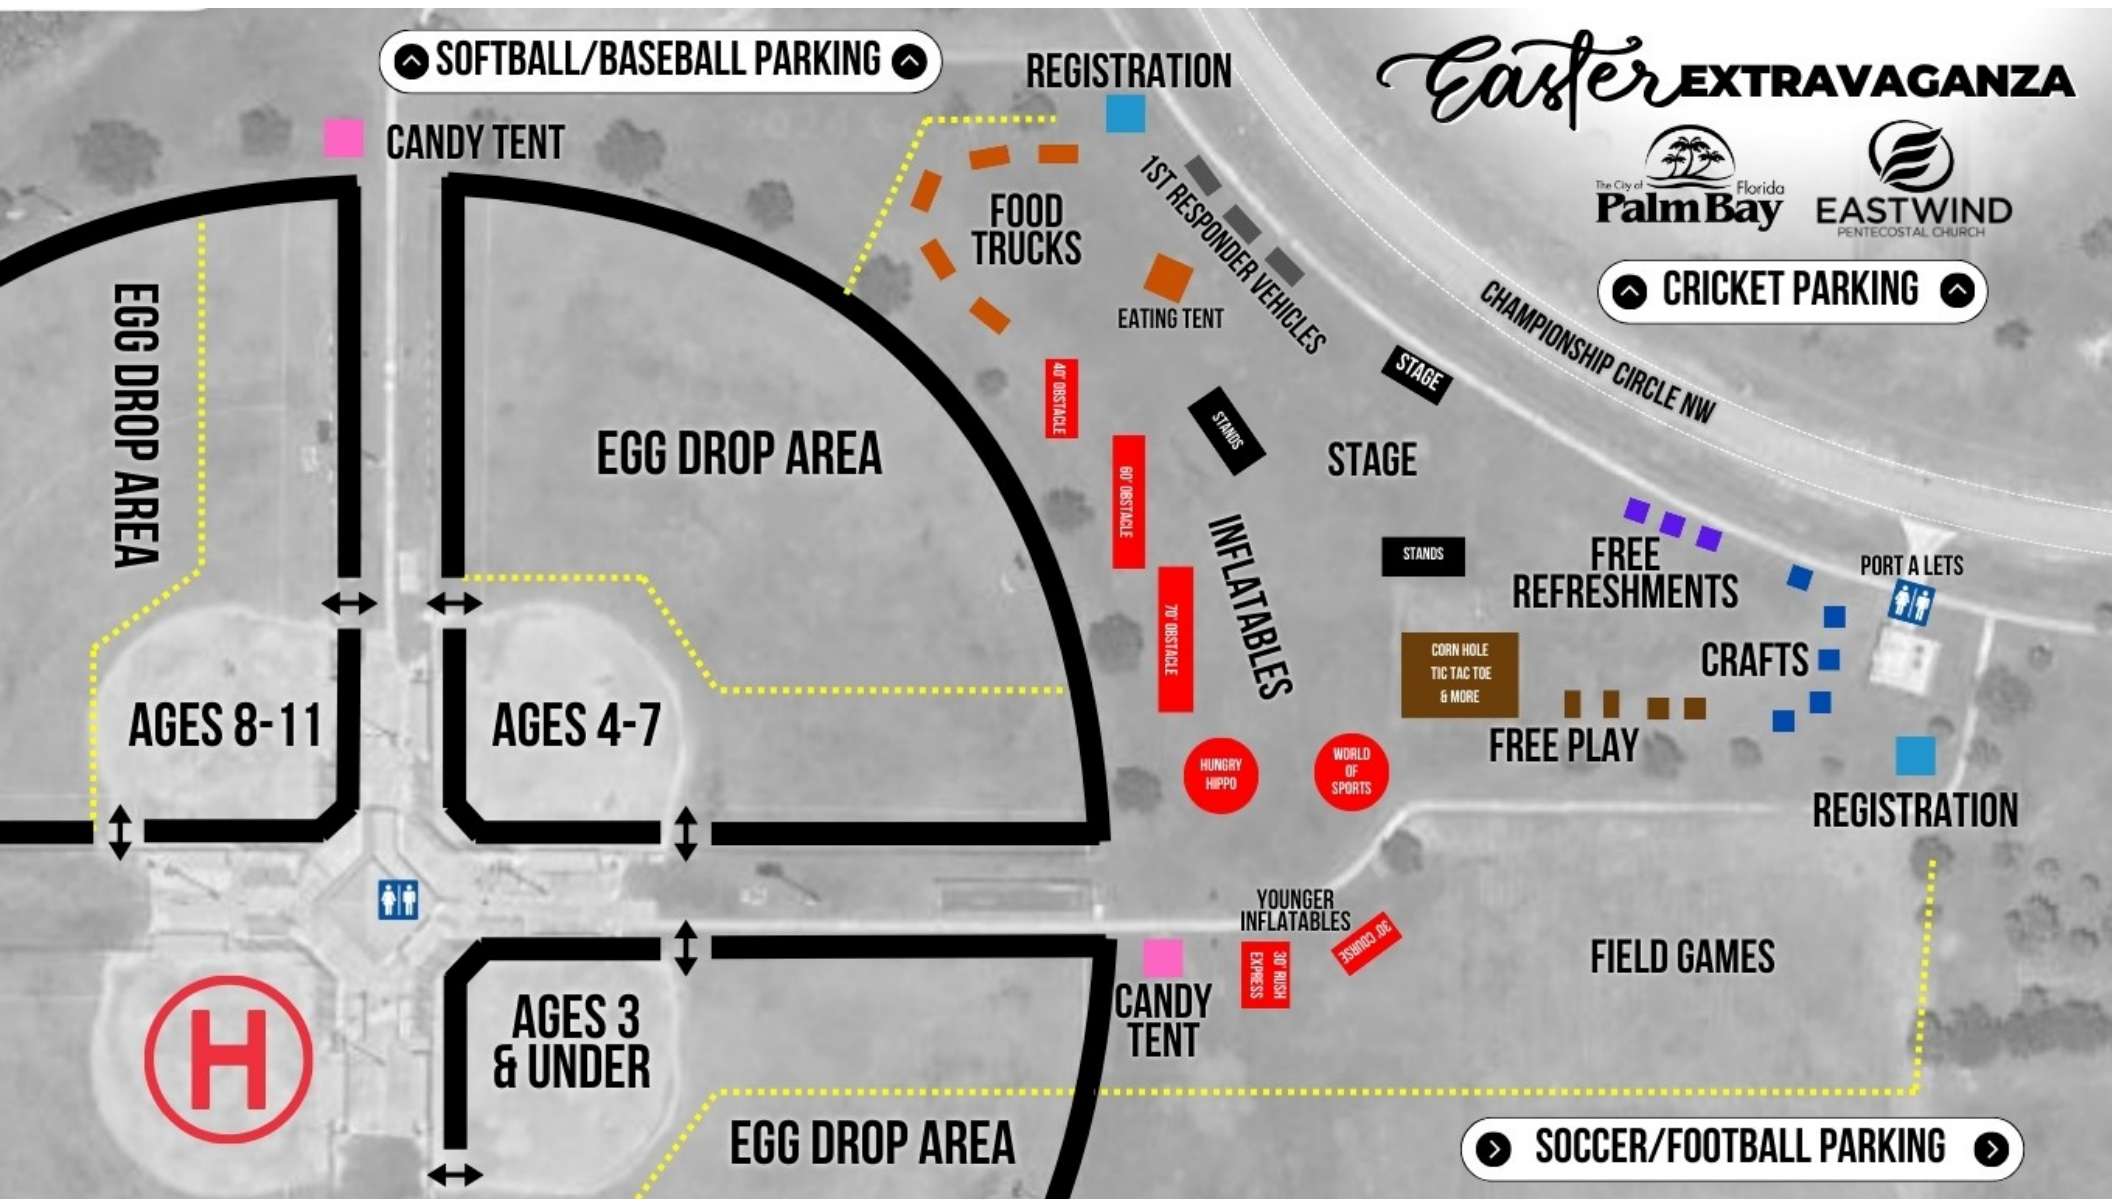 SOFTBALL/BASEBALL PARKING
REGISTRATION
Easter EXTRAVAGANZA
The City of
Palm Bay
Florida
EASTWIND
PENTECOSTAL CHURCH
CANDY TENT
1ST RESPONDER VEHICLES
FOOD
TRUCKS
EATING TENT
CRICKET PARKING
CHAMPIONSHIP CIRCLE NW
EGG DROP AREA
EGG DROP AREA
40' OBSTACLE
STAGE
STANDS
STAGE
60' OBSTACLE
INFLATABLES
STANDS
FREE
REFRESHMENTS
PORT A LETS
70' OBSTACLE
CORN HOLE
TIC TAC TOE
& MORE
CRAFTS
AGES 8-11
AGES 4-7
FREE PLAY
HUNGRY
HIPPO
WORLD
OF
SPORTS
REGISTRATION
YOUNGER
INFLATABLES
30' COURSE
30' RUSH
EXPRESS
FIELD GAMES
CANDY
TENT
H
AGES 3
& UNDER
EGG DROP AREA
SOCCER/FOOTBALL PARKING